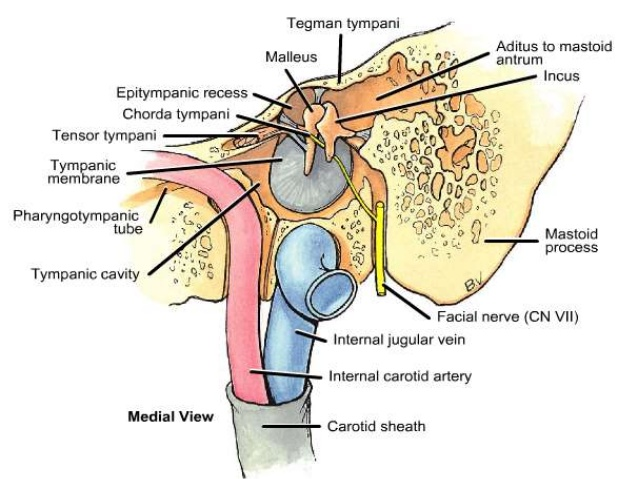 Tegman tympani
Malleus
Aditus to mastoid
antrum
Incus
Epitympanic recess
Chorda tympani
Tensor tympani
Tympanic
membrane
Pharyngotympanic
tube
Tympanic cavity
Mastoid
process
B.V
Facial nerve (CN VII)
Internal jugular vein
Internal carotid artery
Medial View
Carotid sheath